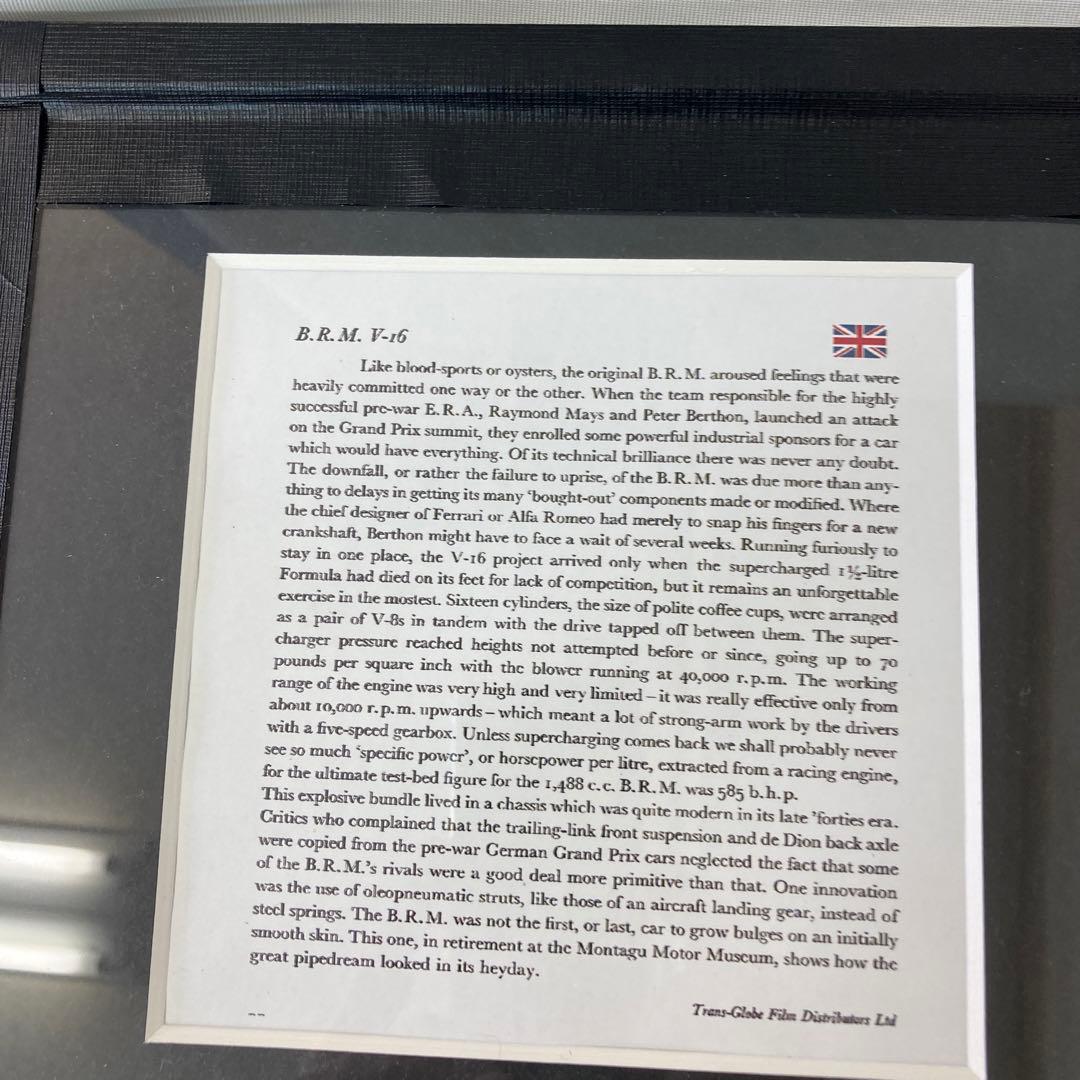 B.R.M. V-16
Like blood-sports or oysters, the original B.R.M. aroused feelings that were
heavily committed one way or the other. When the team responsible for the highly
successful pre-war E.R.A., Raymond Mays and Peter Berthon, launched an attack
on the Grand Prix summit, they enrolled some powerful industrial sponsors for a car
which would have everything. Of its technical brilliance there was never any doubt.
The downfall, or rather the failure to uprise, of the B.R.M. was due more than any-
thing to delays in getting its many ‘bought-out’ components made or modified. Where
the chief designer of Ferrari or Alfa Romeo had merely to snap his fingers for a new
crankshaft, Berthon might have to face a wait of several weeks. Running furiously to
stay in one place, the V-16 project arrived only when the supercharged 1½-litre
Formula had died on its feet for lack of competition, but it remains an unforgettable
exercise in the mostest. Sixteen cylinders, the size of polite coffee cups, were arranged
as a pair of V-8s in tandem with the drive tapped off between them. The super-
charger pressure reached heights not attempted before or since, going up to 70
pounds per square inch with the blower running at 40,000 r.p.m. The working
range of the engine was very high and very limited – it was really effective only from
about 10,000 r.p.m. upwards – which meant a lot of strong-arm work by the drivers
with a five-speed gearbox. Unless supercharging comes back we shall probably never
see so much ‘specific power’, or horsepower per litre, extracted from a racing engine,
for the ultimate test-bed figure for the 1,488 c.c. B.R.M. was 585 b.h.p.
This explosive bundle lived in a chassis which was quite modern in its late ’forties era.
Critics who complained that the trailing-link front suspension and de Dion back axle
were copied from the pre-war German Grand Prix cars neglected the fact that some
of the B.R.M.’s rivals were a good deal more primitive than that. One innovation
was the use of oleopneumatic struts, like those of an aircraft landing gear, instead of
steel springs. The B.R.M. was not the first, or last, car to grow bulges on an initially
smooth skin. This one, in retirement at the Montagu Motor Museum, shows how the
great pipedream looked in its heyday.
Trans-Globe Film Distributors Ltd